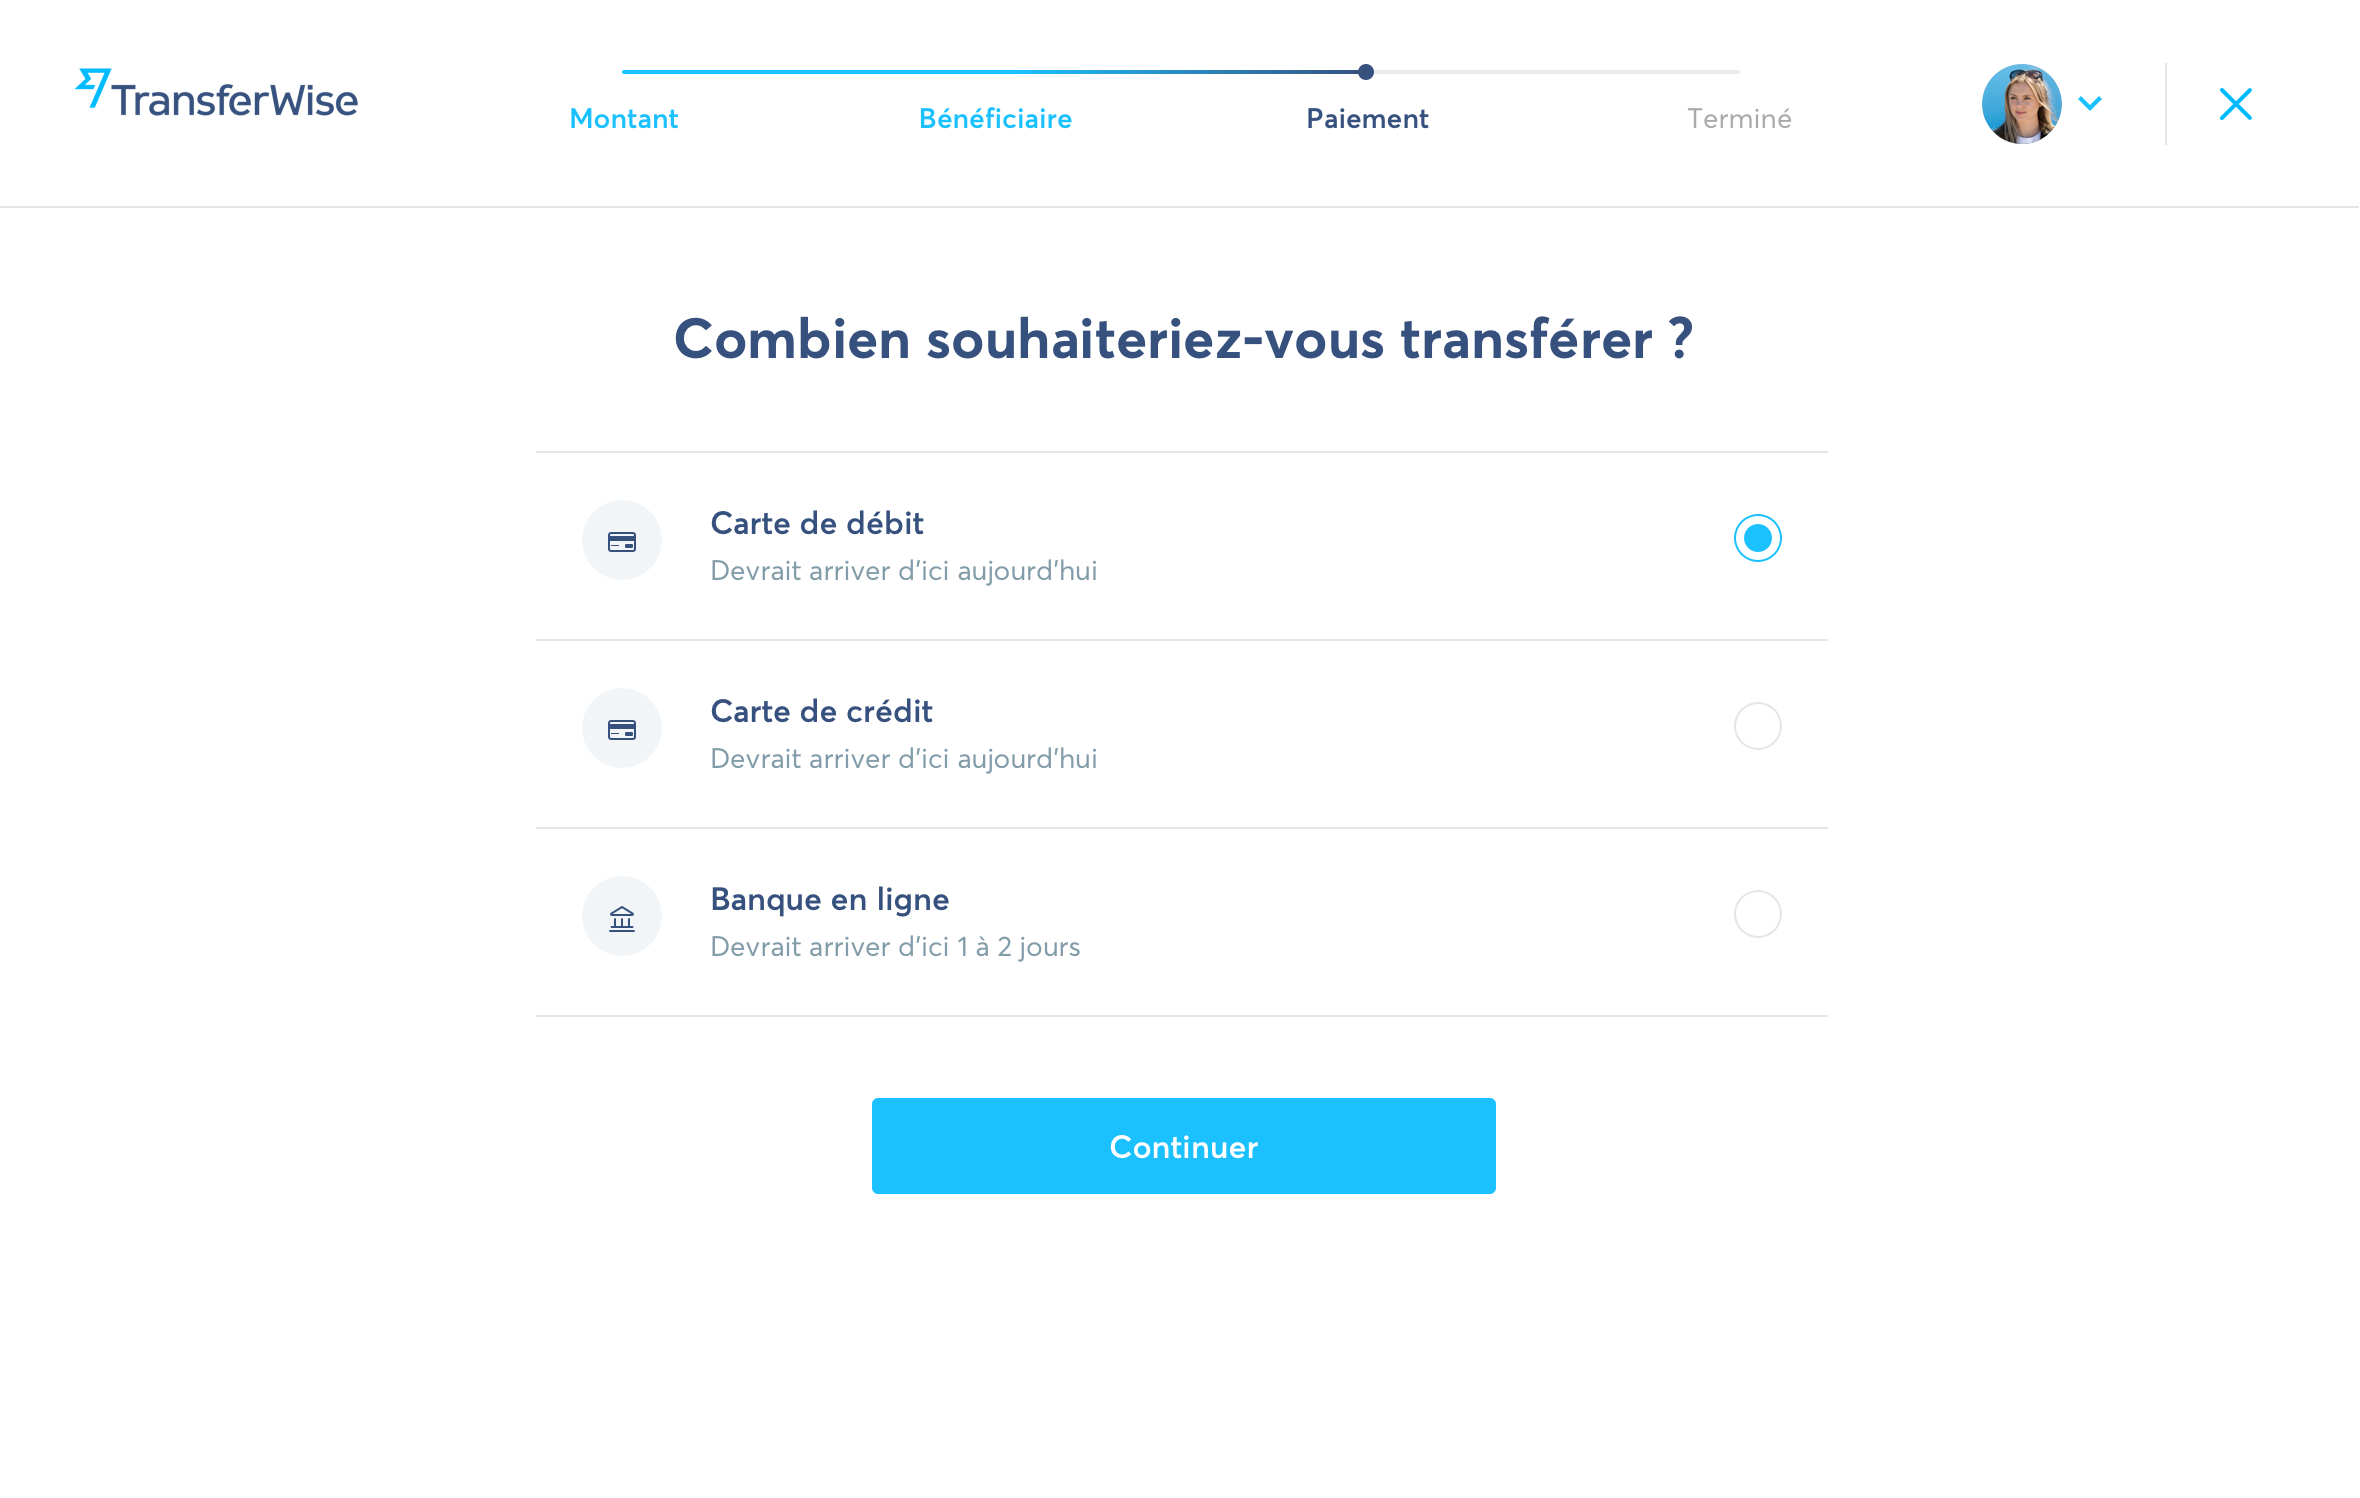 TransferWise
Montant
Bénéficiaire
Paiement
Terminé
Combien souhaiteriez-vous transférer ?
Carte de débit
Devrait arriver d’ici aujourd’hui
Carte de crédit
Devrait arriver d’ici aujourd’hui
Banque en ligne
Devrait arriver d’ici 1 à 2 jours
Continuer